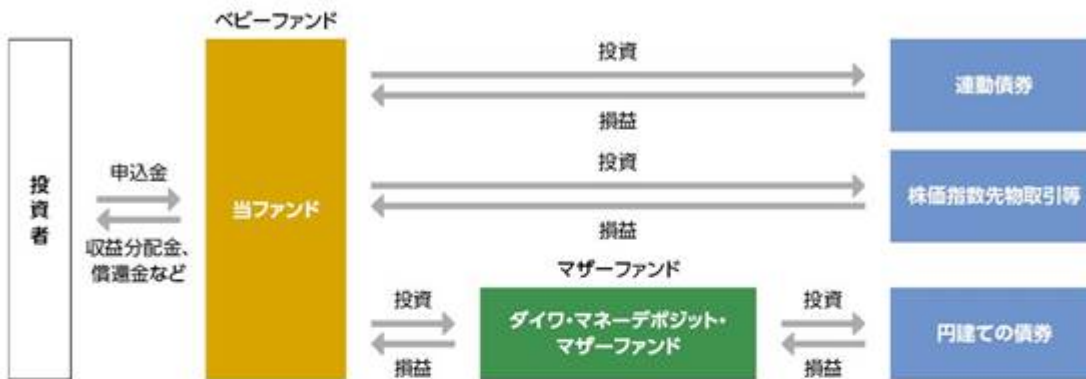 ベビーファンド
投資
連動債券
損益
投資者
申込金
収益分配金、
償還金など
当ファンド
投資
株価指数先物取引等
損益
マザーファンド
投資
ダイワ・マネーデポジット・
マザーファンド
損益
投資
円建ての債券
損益